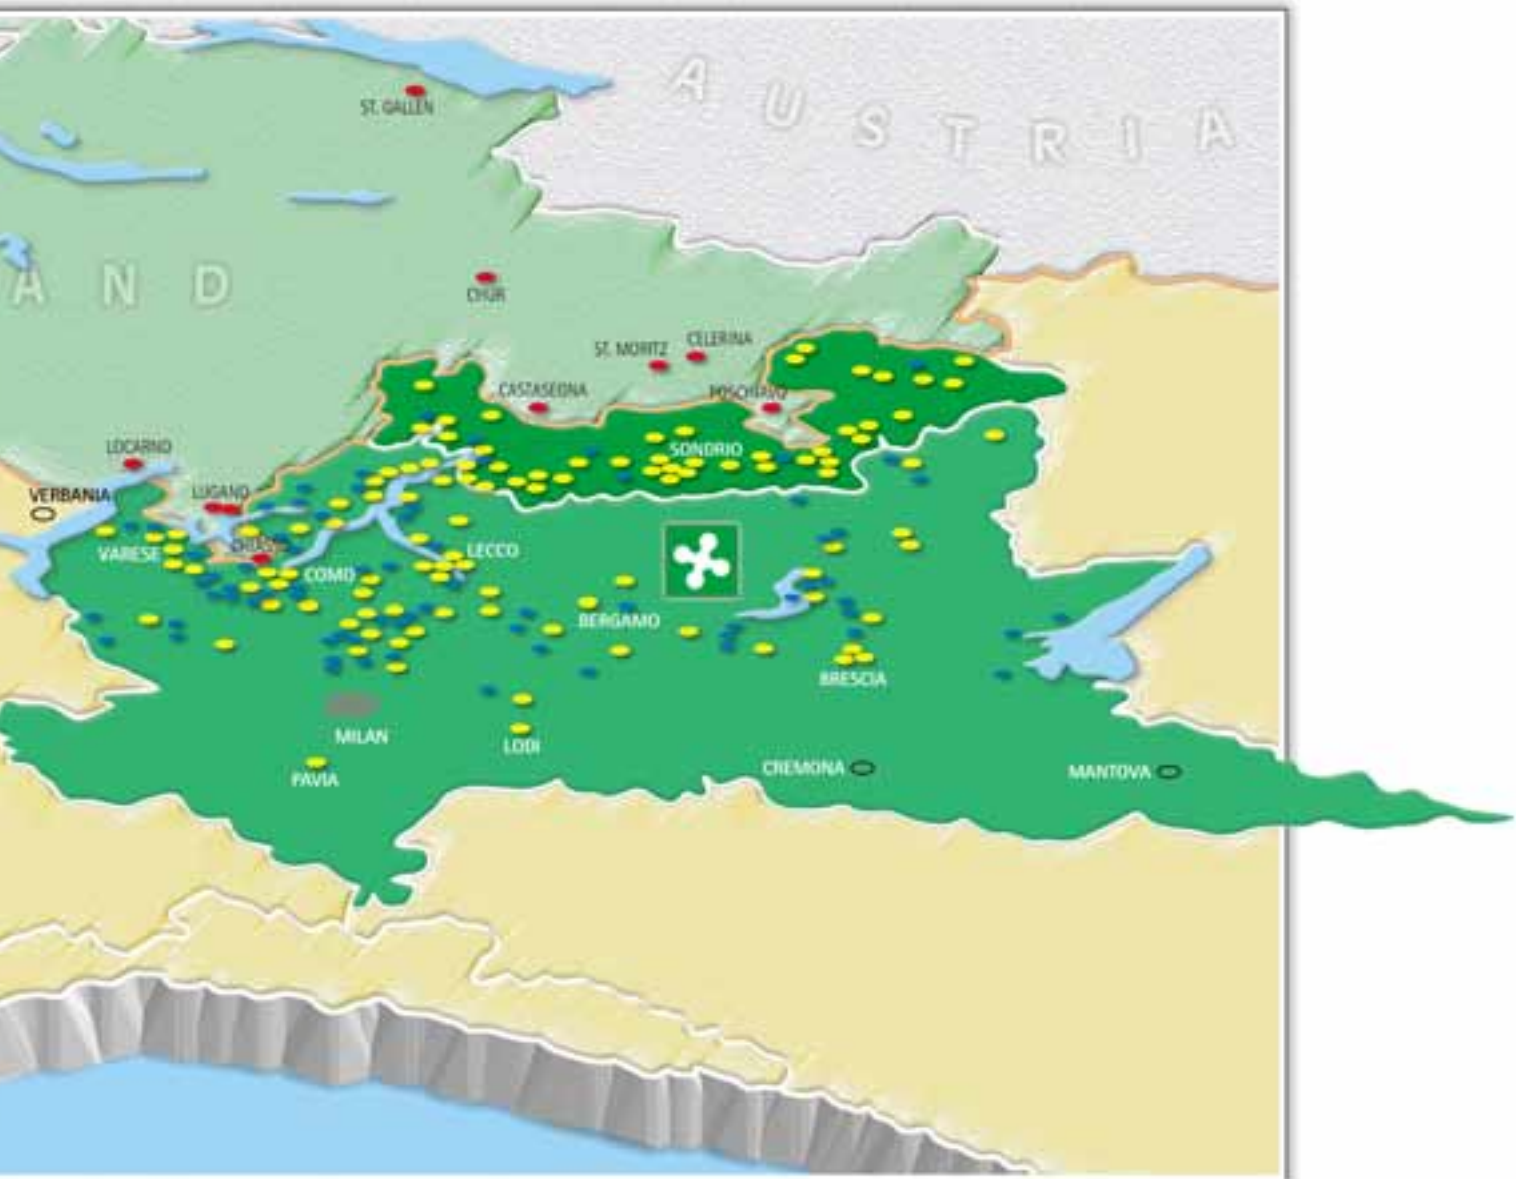 AUSTRIA
ST. GALLEN
AND
CHUR
ST. MORITZ
CELERINA
CASTASEGNA
POSCHIAVO
LOCARNO
SONDRIO
LUGANO
VERBANIA
CHIASSO
VARESE
LECCO
COMO
BERGAMO
BRESCIA
MILAN
LODI
CREMONA
MANTOVA
PAVIA